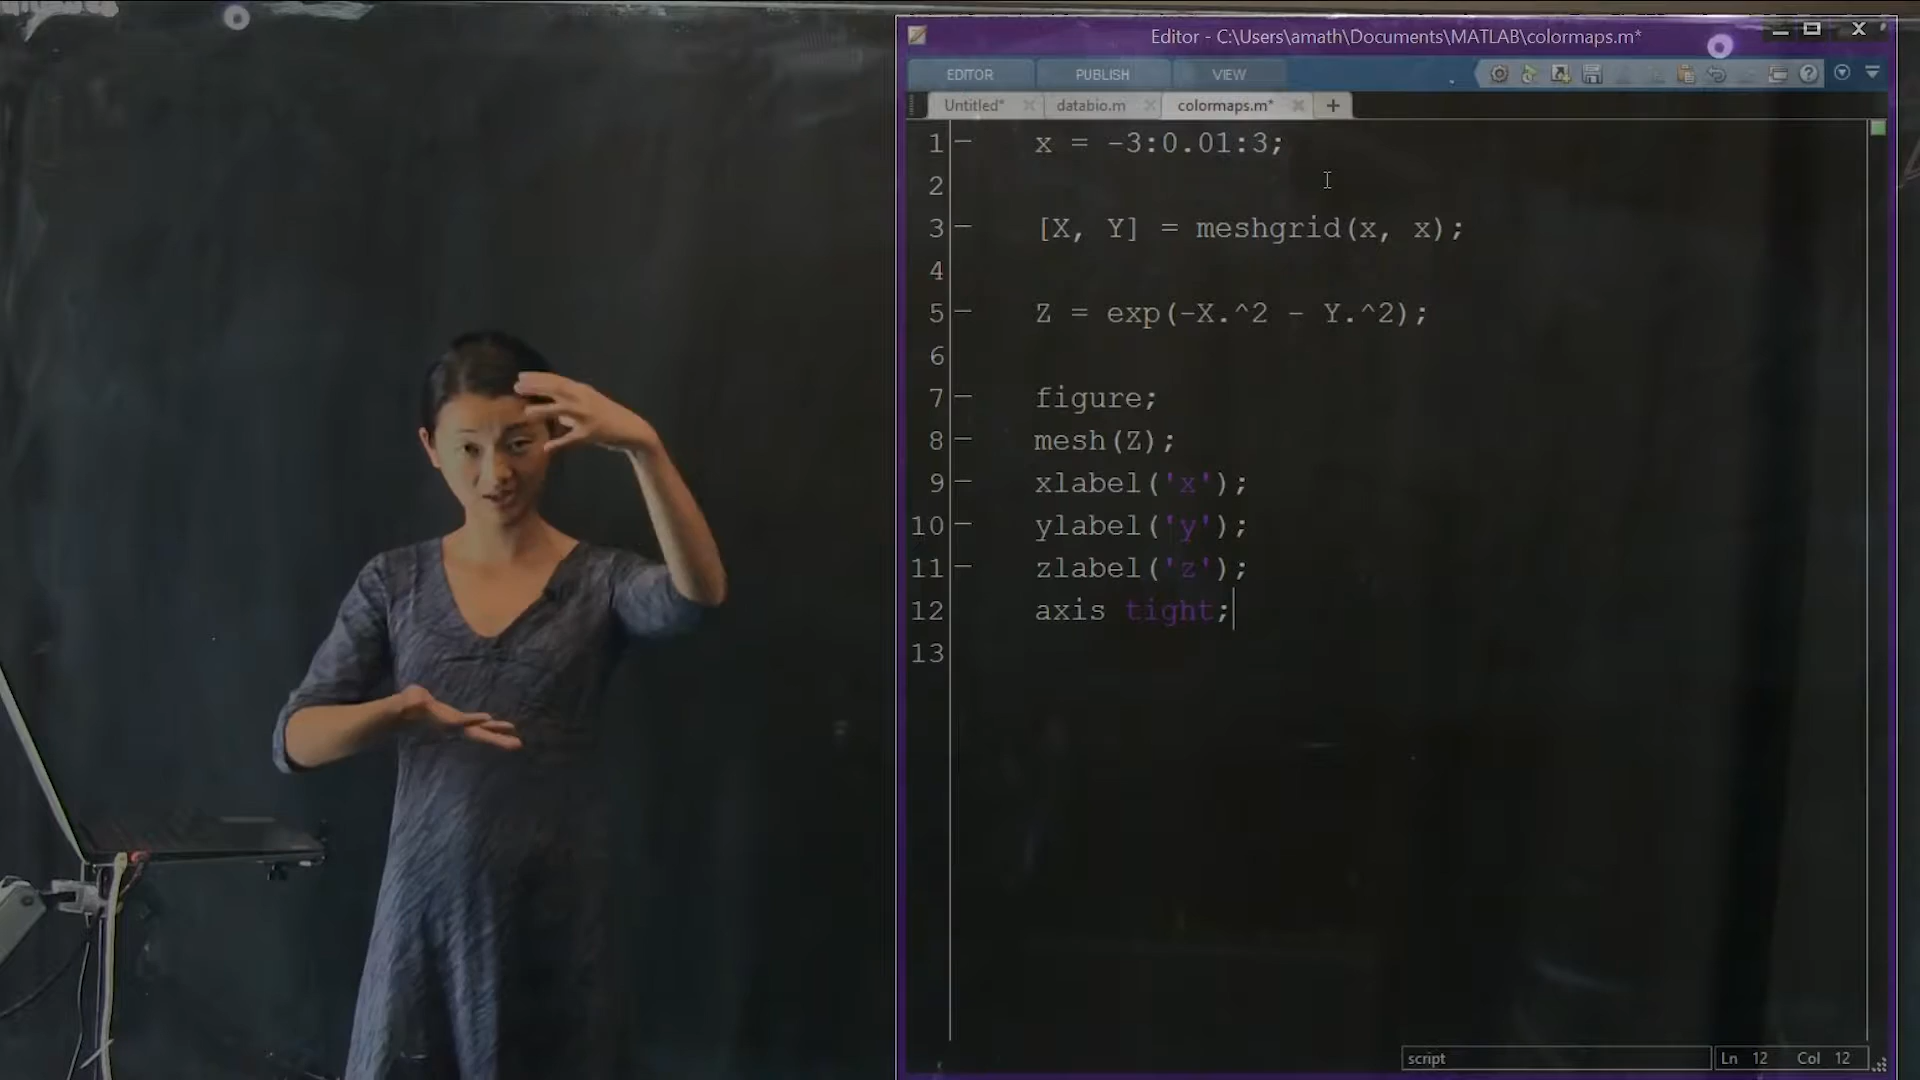 Editor - C:\Users\amath\Documents\MATLAB\colormaps.m*
EDITOR PUBLISH VIEW
Untitled* databio.m colormaps.m*
1 x = -3:0.01:3;
2
3 [X, Y] = meshgrid(x, x);
4
5 Z = exp(-X.^2 - Y.^2);
6
7 figure;
8 mesh(Z);
9 xlabel('x');
10 ylabel('y');
11 zlabel('z');
12 axis tight;
13
script Ln 12 Col 12